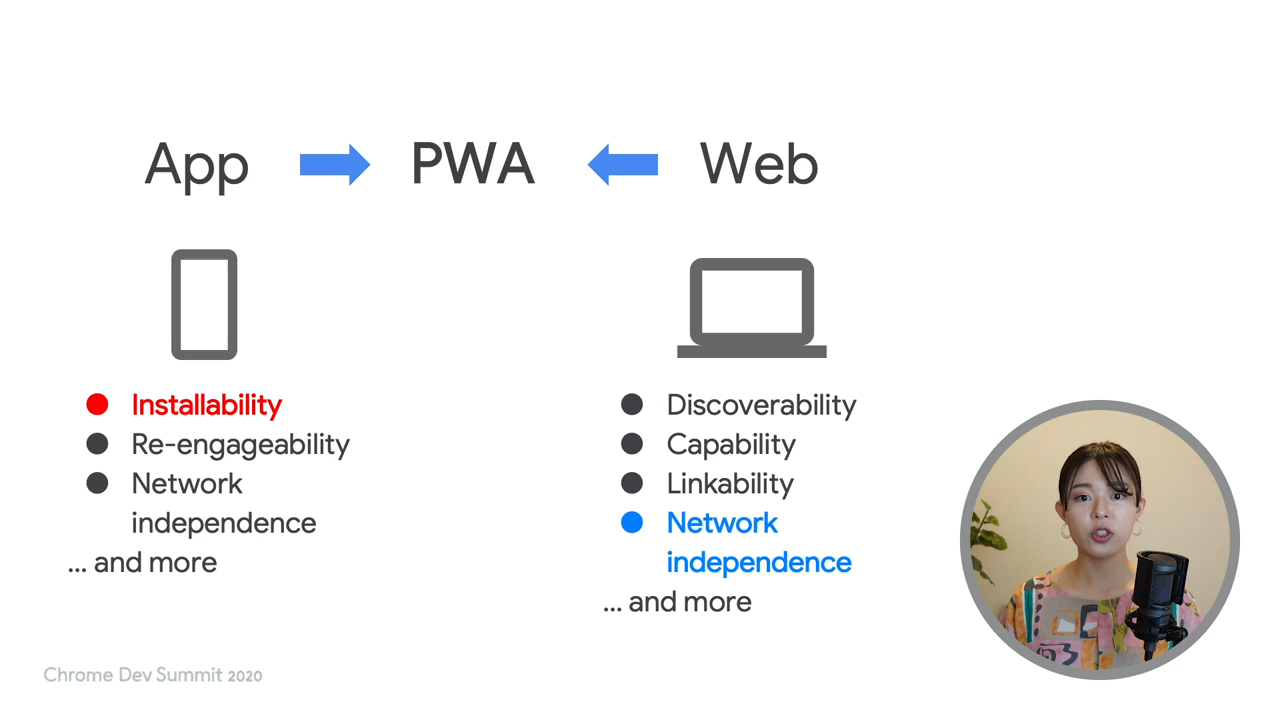 App
PWA
Web
Installability
Re-engageability
Network
independence
... and more
Discoverability
Capability
Linkability
Network
independence
... and more
Chrome Dev Summit 2020